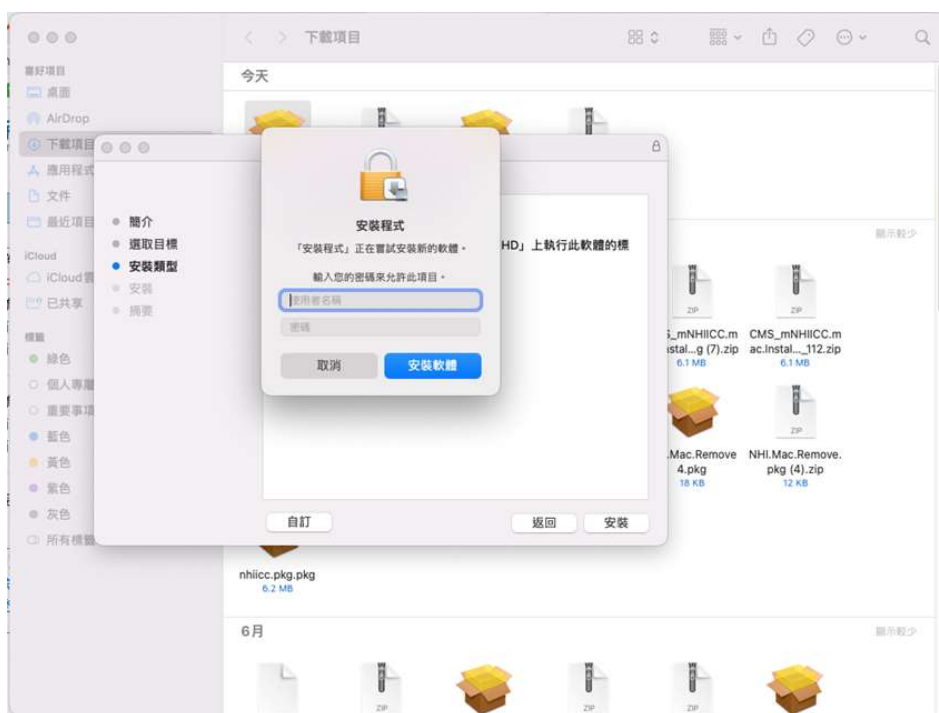 下載項目
喜好項目
桌面
AirDrop
下載項目
應用程式
文件
最近項目
iCloud
iCloud 雲
已共享
標籤
綠色
個人專屬
重要事項
藍色
黃色
紫色
灰色
所有標籤
今天
簡介
選取目標
安裝類型
安裝
摘要
HD」上執行此軟體的標
安裝程式
「安裝程式」正在嘗試安裝新的軟體。
輸入您的密碼來允許此項目。
使用者名稱
密碼
取消
安裝軟體
自訂
返回
安裝
顯示較少
ZIP
ZIP
S_mNHIICC.m
CMS_mNHIICC.m
nstal...g (7).zip
ac.Instal..._112.zip
6.1 MB
6.1 MB
ZIP
.Mac.Remove
4.pkg
18 KB
NHI.Mac.Remove.
pkg (4).zip
12 KB
nhiicc.pkg.pkg
6.2 MB
6月
顯示較少
ZIP
ZIP
ZIP